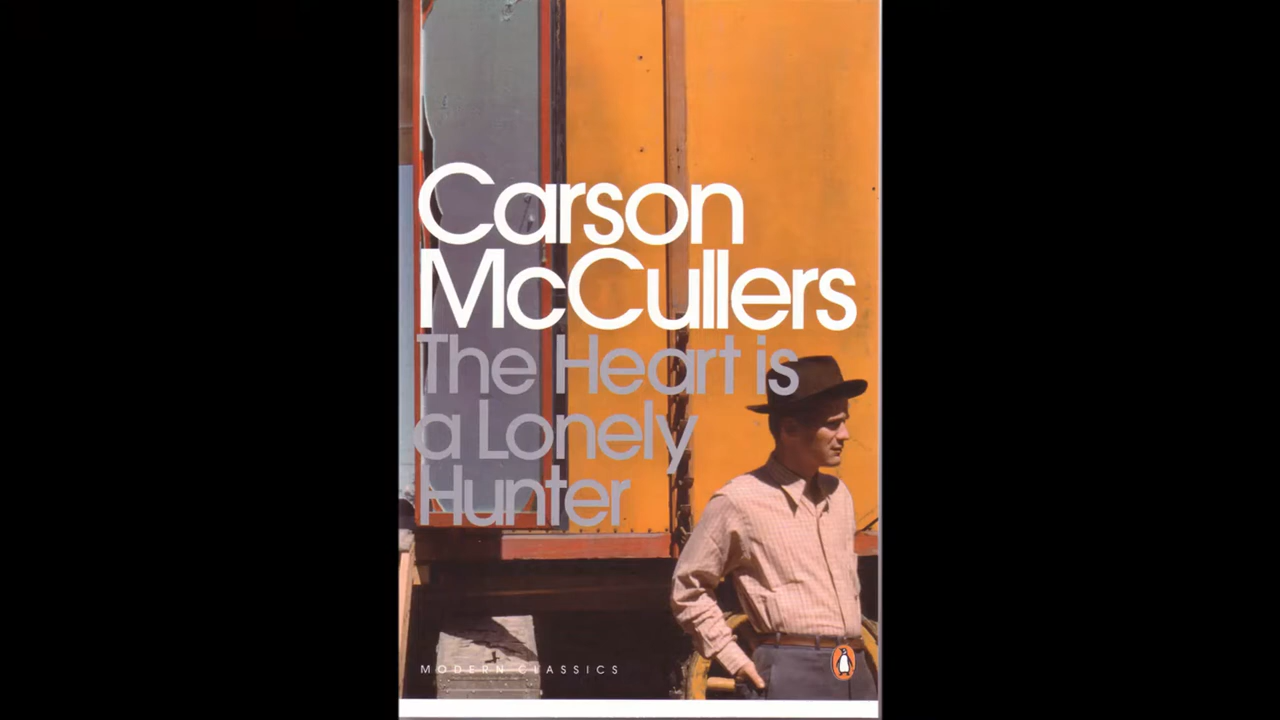 Carson
McCullers
The Heart is
a Lonely
Hunter
MODERN CLASSICS